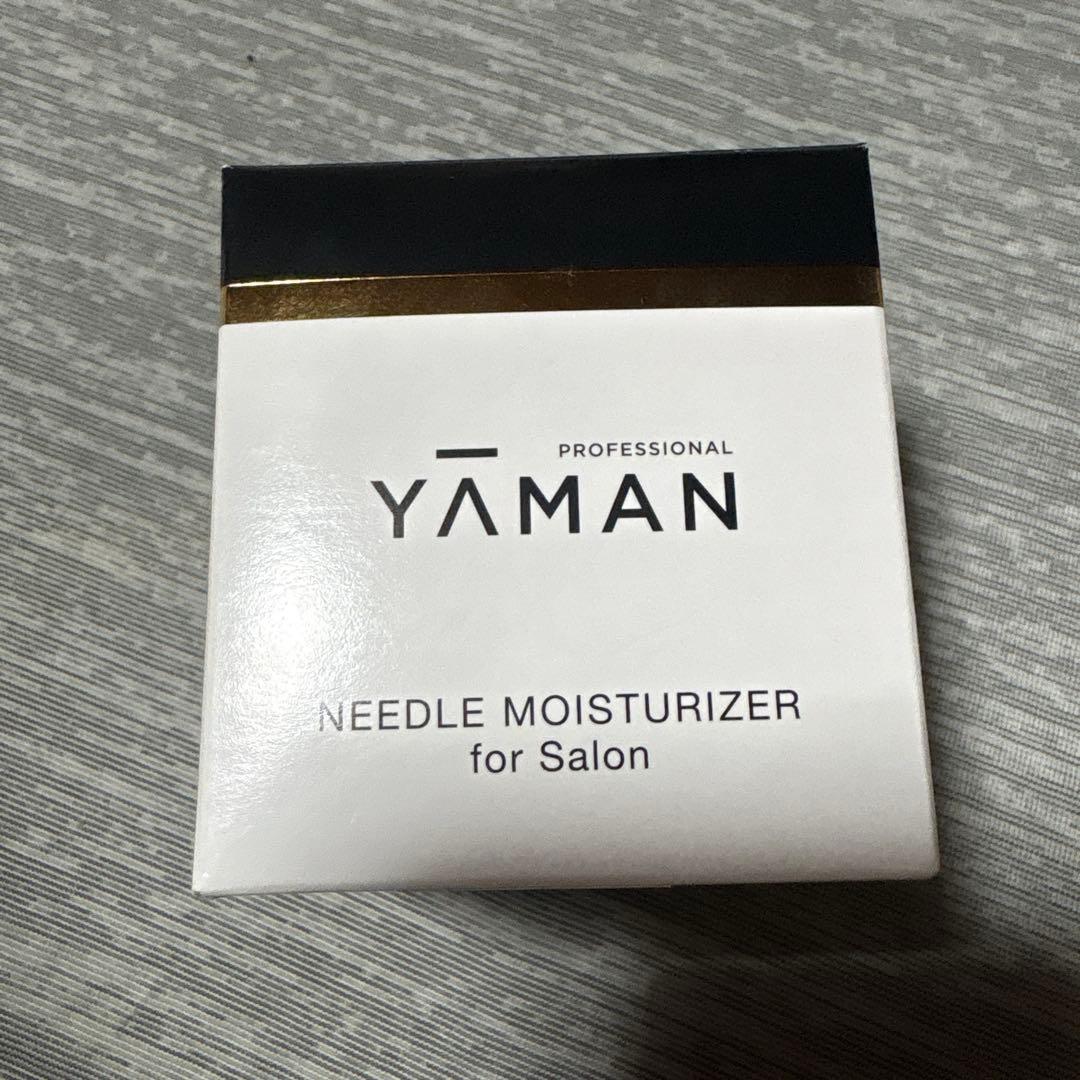 PROFESSIONAL
YĀMAN
NEEDLE MOISTURIZER
for Salon